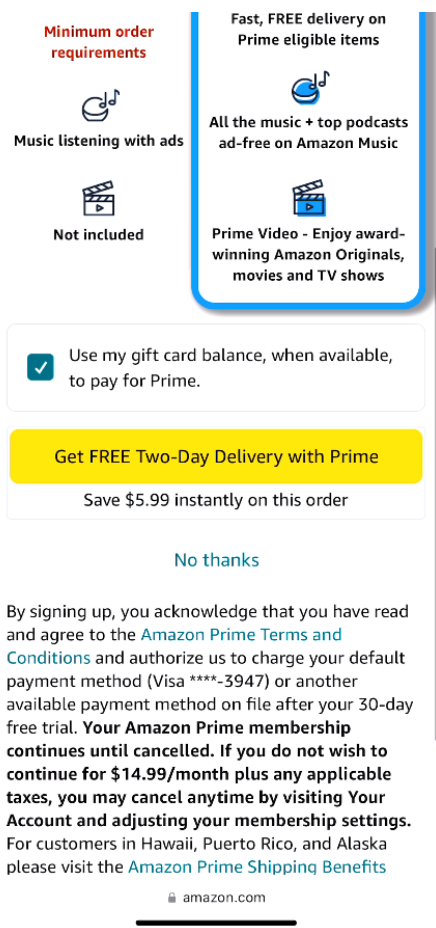 Minimum order
requirements
Music listening with ads
Not included
Fast, FREE delivery on
Prime eligible items
All the music + top podcasts
ad-free on Amazon Music
Prime Video - Enjoy award-
winning Amazon Originals,
movies and TV shows
Use my gift card balance, when available,
to pay for Prime.
Get FREE Two-Day Delivery with Prime
Save $5.99 instantly on this order
No thanks
By signing up, you acknowledge that you have read
and agree to the Amazon Prime Terms and
Conditions and authorize us to charge your default
payment method (Visa ****-3947) or another
available payment method on file after your 30-day
free trial. Your Amazon Prime membership
continues until cancelled. If you do not wish to
continue for $14.99/month plus any applicable
taxes, you may cancel anytime by visiting Your
Account and adjusting your membership settings.
For customers in Hawaii, Puerto Rico, and Alaska
please visit the Amazon Prime Shipping Benefits
amazon.com